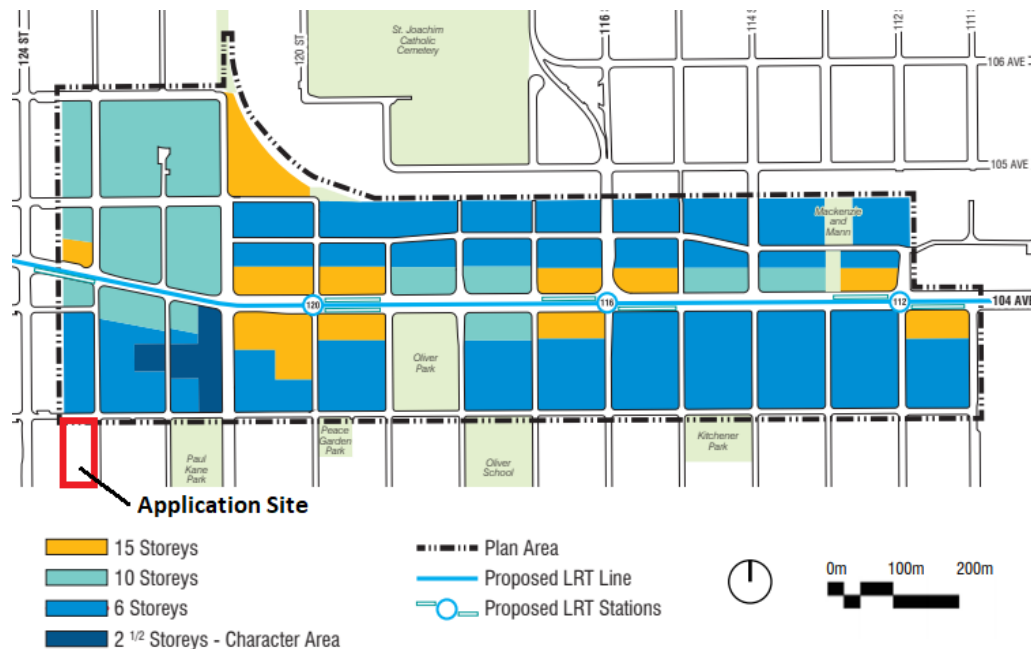 124 ST
120 ST
St. Joachim
Catholic
Cemetery
116
114
112
111
106 AVE
105 AVE
Mackenzie
and
Mann
120
116
112
104 AVE
Oliver
Park
Paul
Kane
Park
Peace
Garden
Park
Oliver
School
Kitchener
Park
Application Site
15 Storeys
10 Storeys
6 Storeys
2 1/2 Storeys - Character Area
Plan Area
Proposed LRT Line
Proposed LRT Stations
0m 100m 200m